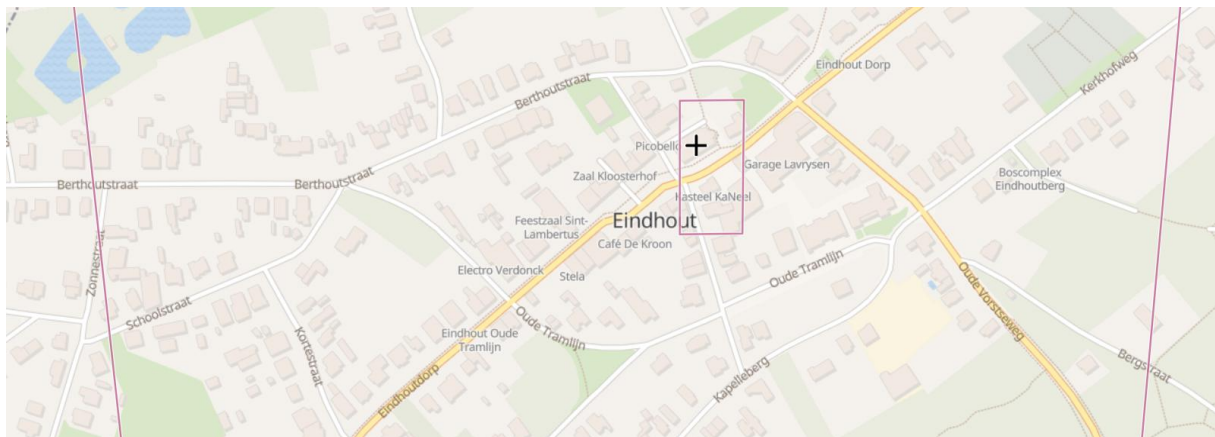 Eindhout Dorp
Kerkhofweg
Berthoutstraat
Picobello
Garage Lavrysen
Boscomplex
Eindhoutberg
Zaal Kloosterhof
Berthoutstraat
Berthoutstraat
Kasteel KaNeel
Eindhout
Feestzaal Sint-
Lambertus
Café De Kroon
Zonnestraat
Electro Verdonck
Stela
Oude Tramlijn
Schoolstraat
Oude Vorstseweg
Eindhout Oude
Tramlijn
Oude Tramlijn
Kortestraat
Bergstraat
Kapelleberg
Eindhoutdorp